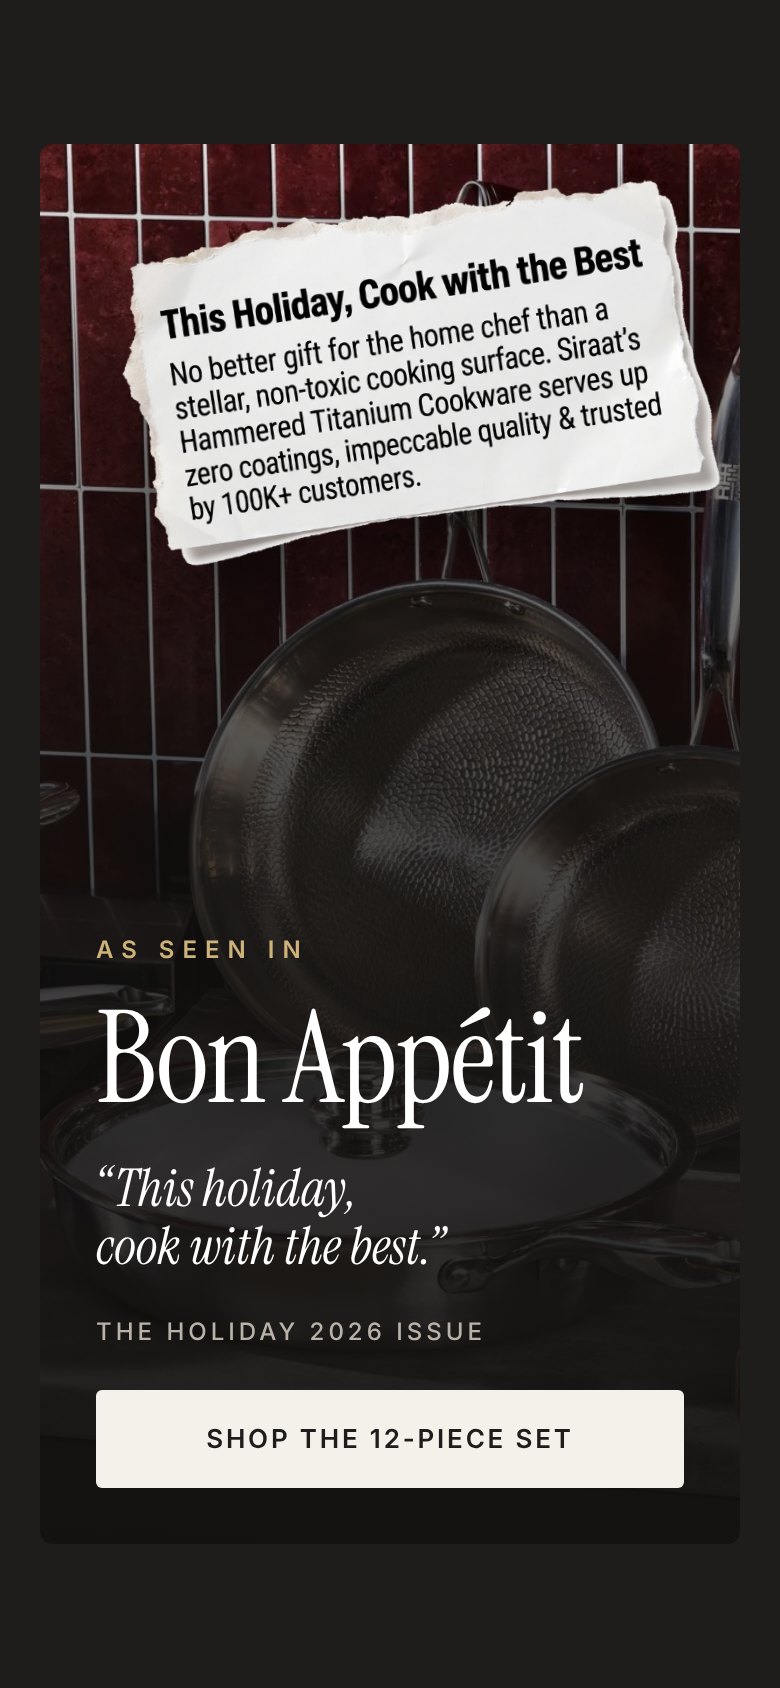 This Holiday, Cook with the Best
No better gift for the home chef than a
stellar, non-toxic cooking surface. Siraat's
Hammered Titanium Cookware serves up
zero coatings, impeccable quality & trusted
by 100K+ customers.
AS SEEN IN
Bon Appétit
“This holiday,
cook with the best.”
THE HOLIDAY 2026 ISSUE
SHOP THE 12-PIECE SET